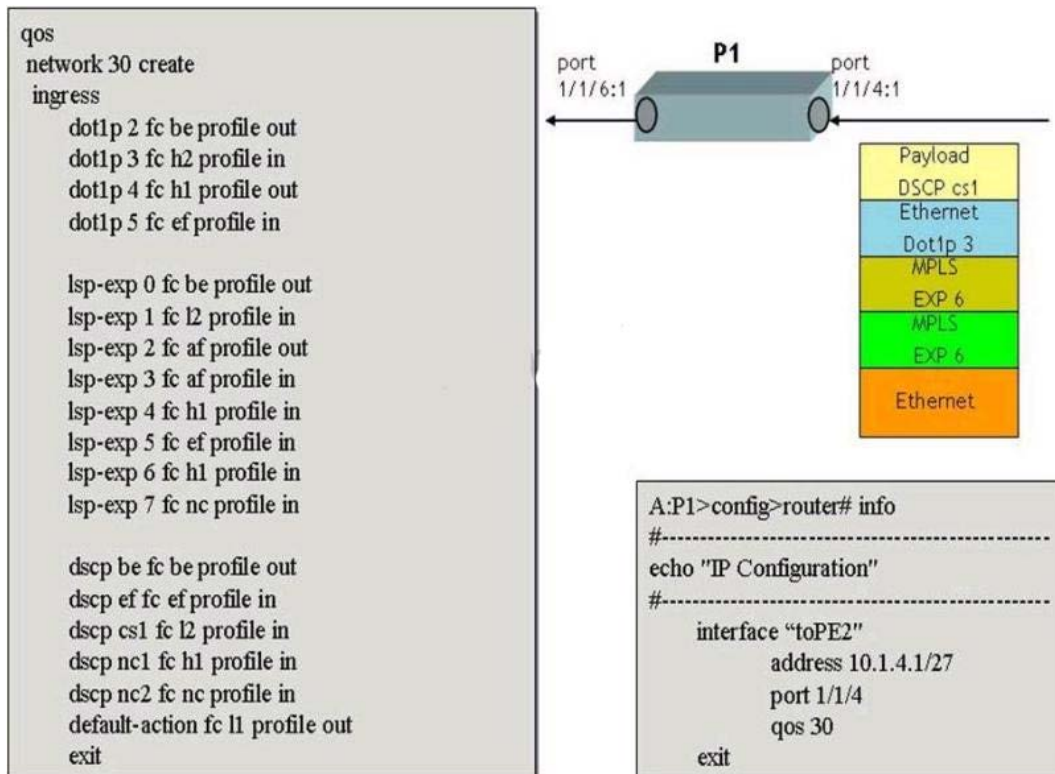 qos
network 30 create
ingress
dot1p 2 fc be profile out
dot1p 3 fc h2 profile in
dot1p 4 fc h1 profile out
dot1p 5 fc ef profile in
lsp-exp 0 fc be profile out
lsp-exp 1 fc l2 profile in
lsp-exp 2 fc af profile out
lsp-exp 3 fc af profile in
lsp-exp 4 fc h1 profile in
lsp-exp 5 fc ef profile in
lsp-exp 6 fc h1 profile in
lsp-exp 7 fc nc profile in
dscp be fc be profile out
dscp ef fc ef profile in
dscp cs1 fc l2 profile in
dscp nc1 fc h1 profile in
dscp nc2 fc nc profile in
default-action fc l1 profile out
exit
P1
port
1/1/6:1
port
1/1/4:1
Payload
DSCP cs1
Ethernet
Dot1p 3
MPLS
EXP 6
MPLS
EXP 6
Ethernet
A:P1>config>router# info
#------------------------------------------------
echo "IP Configuration"
#------------------------------------------------
interface “toPE2"
address 10.1.4.1/27
port 1/1/4
qos 30
exit